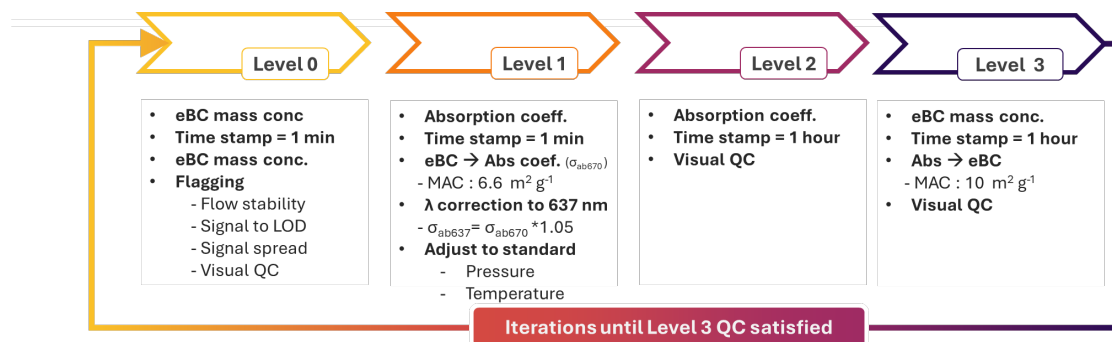 Level 0
• eBC mass conc
• Time stamp = 1 min
• eBC mass conc.
• Flagging
- Flow stability
- Signal to LOD
- Signal spread
- Visual QC
Level 1
• Absorption coeff.
• Time stamp = 1 min
• eBC → Abs coef. (σab670)
- MAC : 6.6 m² g⁻¹
• λ correction to 637 nm
- σab637= σab670 *1.05
• Adjust to standard
- Pressure
- Temperature
Level 2
• Absorption coeff.
• Time stamp = 1 hour
• Visual QC
Level 3
• eBC mass conc.
• Time stamp = 1 hour
• Abs → eBC
- MAC : 10 m² g⁻¹
• Visual QC
Iterations until Level 3 QC satisfied